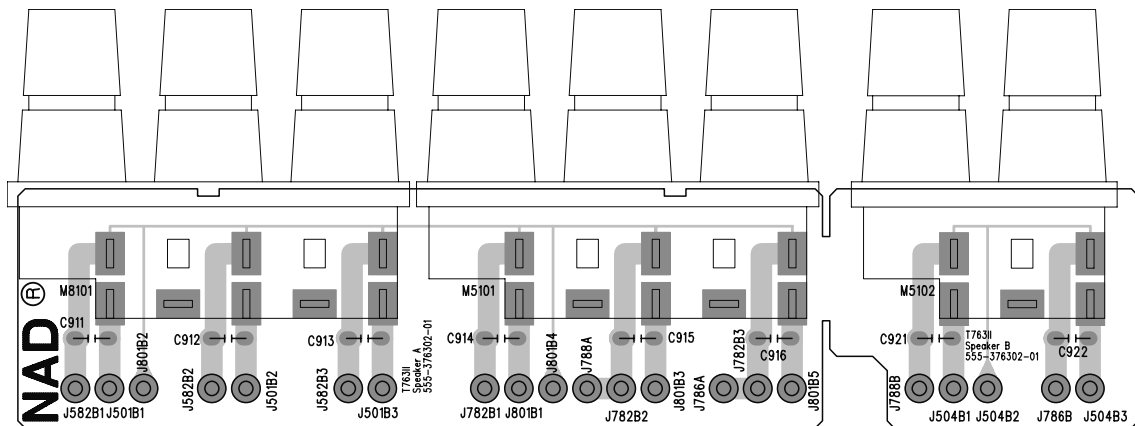 NAD®
M8101
C911
J582B1
J501B1
J801B2
C912
J582B2
J501B2
C913
J582B3
J501B3
T763II
Speaker A
555-376302-01
M5101
C914
J782B1
J801B1
J801B4
J788A
J782B2
C915
J801B3
J786A
J782B3
C916
J801B5
M5102
C921
J788B
J504B1
T763II
Speaker B
555-376302-01
J504B2
C922
J786B
J504B3